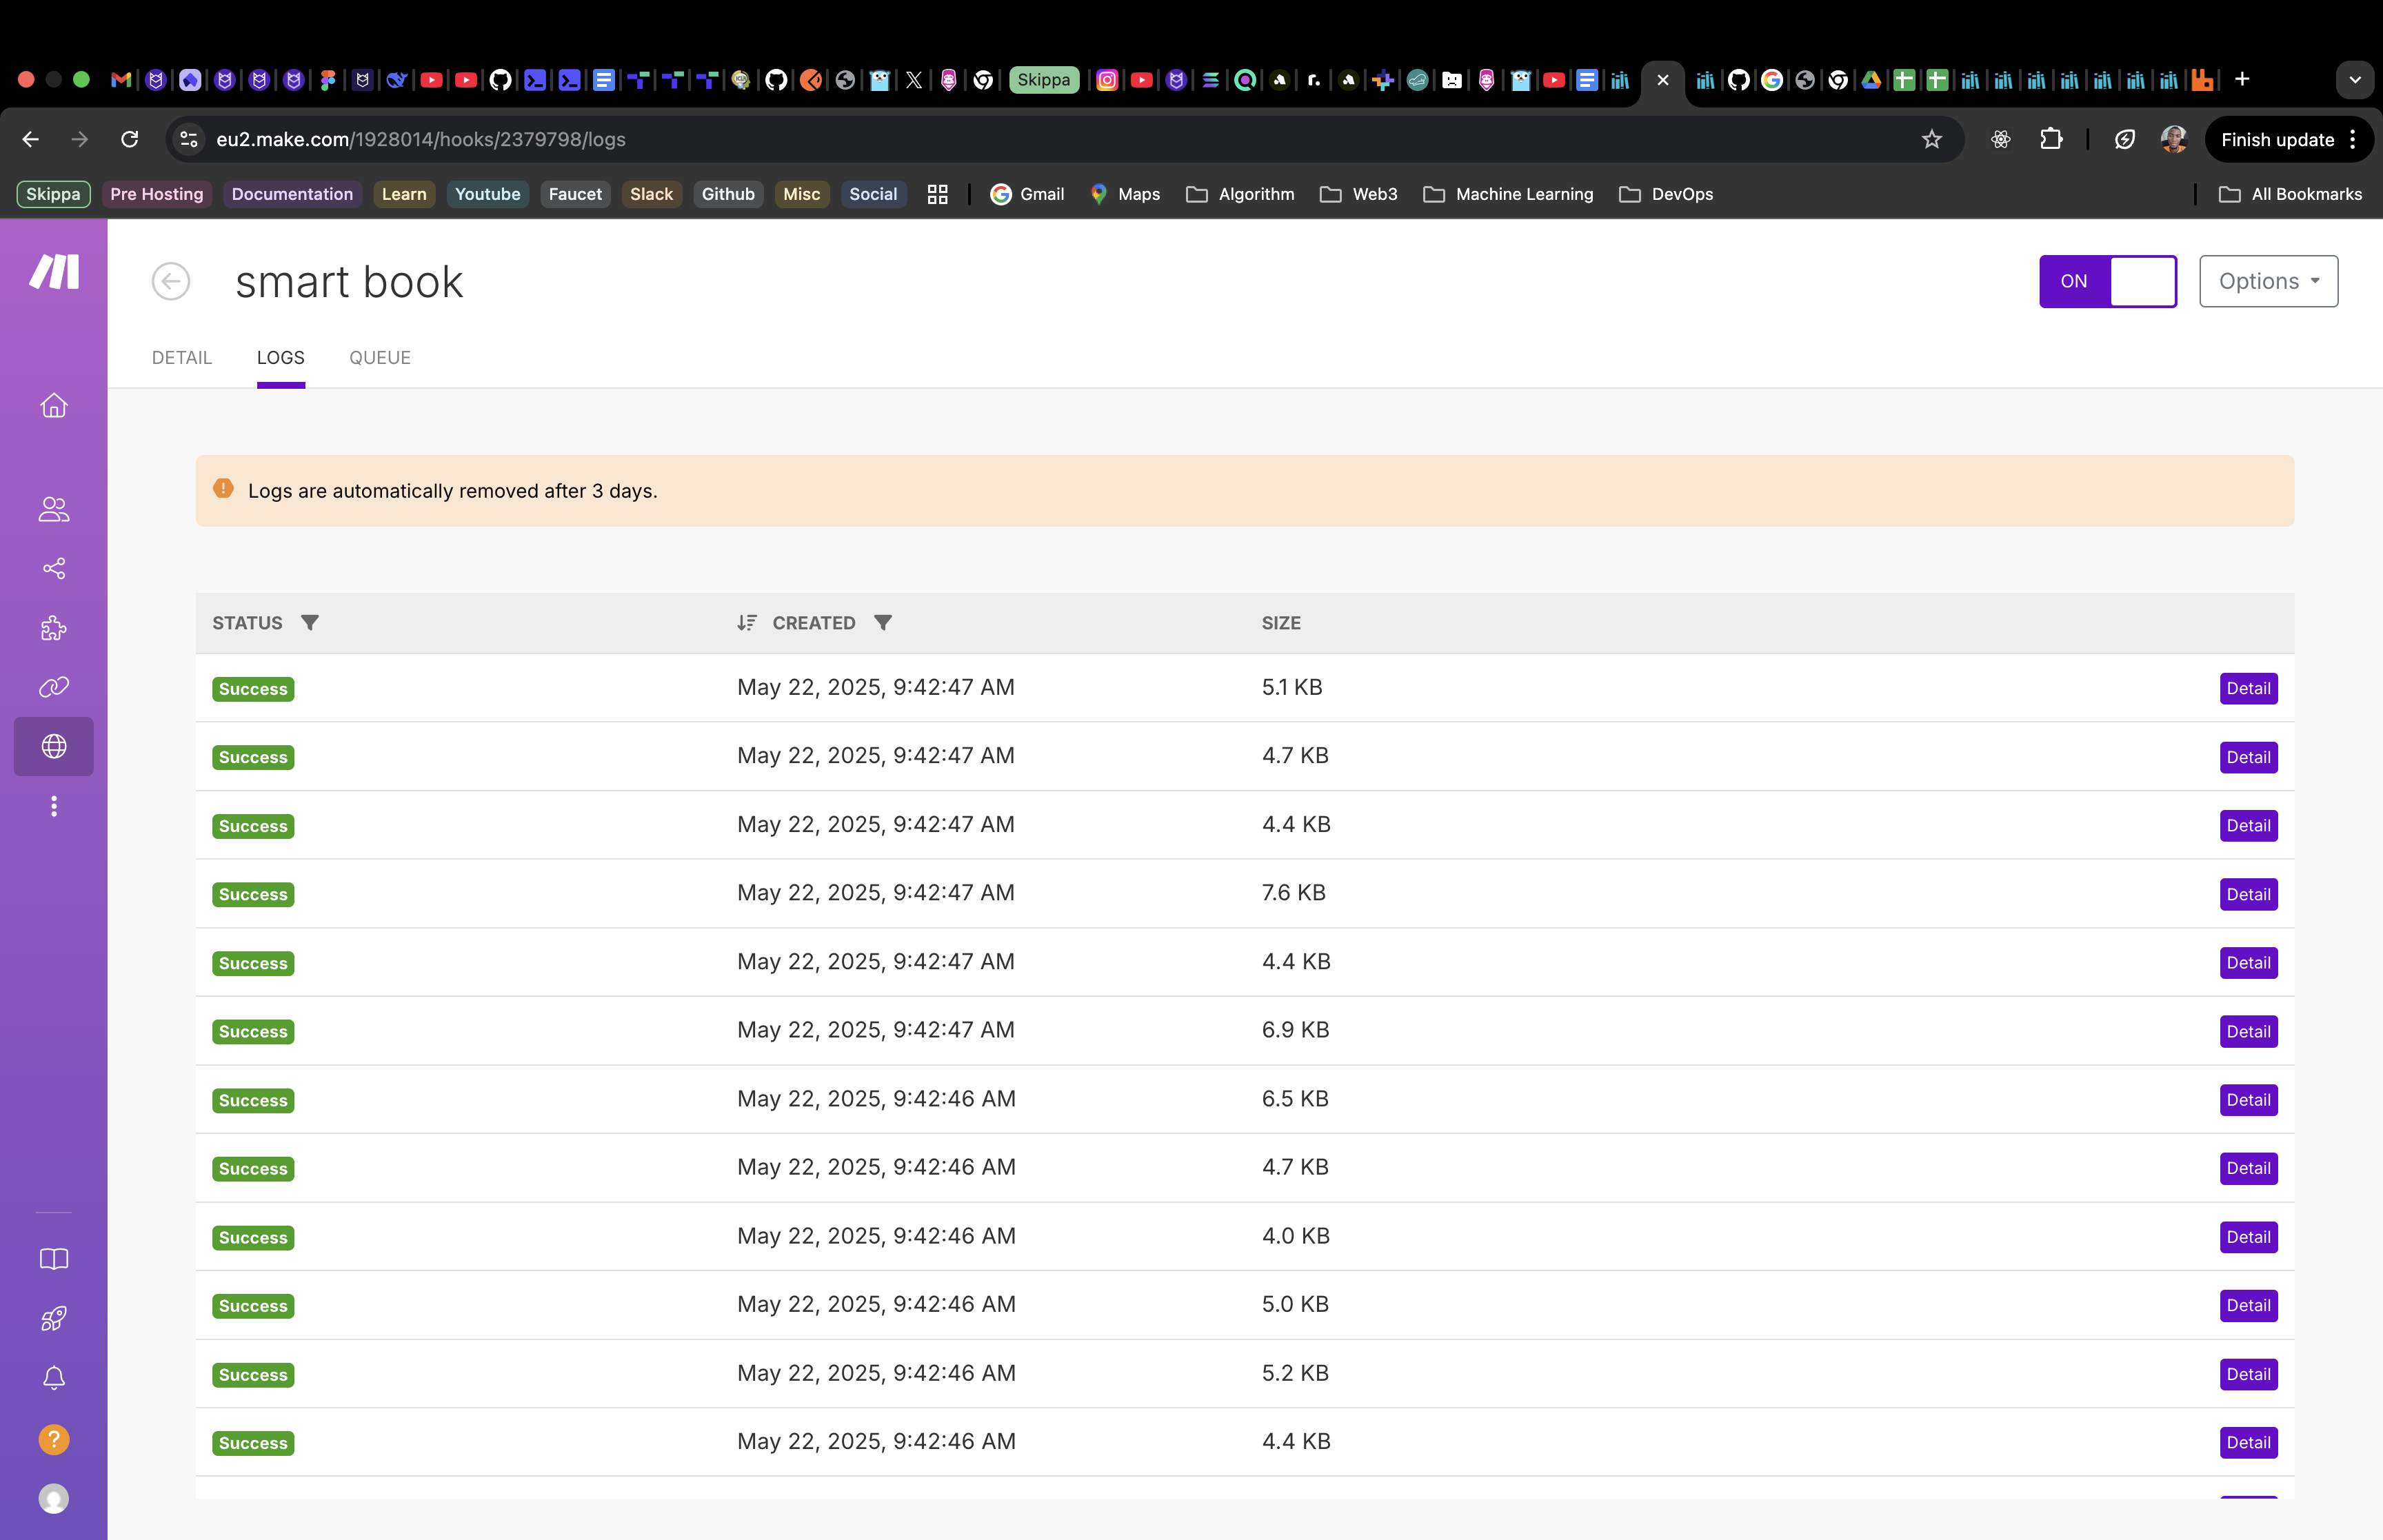 Skippa
eu2.make.com/1928014/hooks/2379798/logs
Finish update
Skippa Pre Hosting Documentation Learn Youtube Faucet Slack Github Misc Social Gmail Maps Algorithm Web3 Machine Learning DevOps All Bookmarks
smart book
ON
Options
DETAIL LOGS QUEUE
Logs are automatically removed after 3 days.
STATUS CREATED SIZE
Success May 22, 2025, 9:42:47 AM 5.1 KB Detail
Success May 22, 2025, 9:42:47 AM 4.7 KB Detail
Success May 22, 2025, 9:42:47 AM 4.4 KB Detail
Success May 22, 2025, 9:42:47 AM 7.6 KB Detail
Success May 22, 2025, 9:42:47 AM 4.4 KB Detail
Success May 22, 2025, 9:42:47 AM 6.9 KB Detail
Success May 22, 2025, 9:42:46 AM 6.5 KB Detail
Success May 22, 2025, 9:42:46 AM 4.7 KB Detail
Success May 22, 2025, 9:42:46 AM 4.0 KB Detail
Success May 22, 2025, 9:42:46 AM 5.0 KB Detail
Success May 22, 2025, 9:42:46 AM 5.2 KB Detail
Success May 22, 2025, 9:42:46 AM 4.4 KB Detail